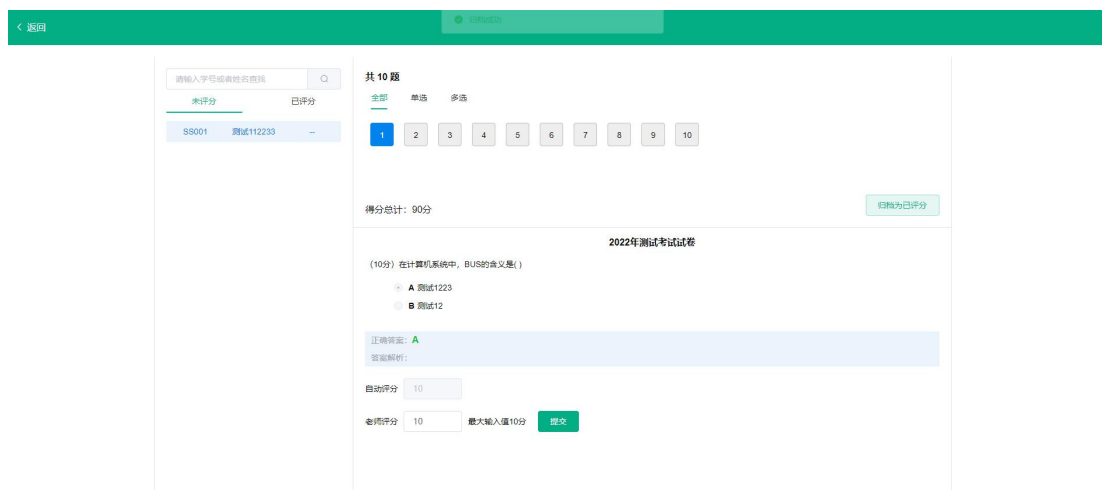 < 返回
归档成功
请输入学号或者姓名查找
未评分 已评分
SS001 测试112233 --
共 10 题
全部 单选 多选
1 2 3 4 5 6 7 8 9 10
得分总计：90分
归档为已评分
2022年测试考试试卷
（10分）在计算机系统中，BUS的含义是( )
A 测试1223
B 测试12
正确答案：A
答案解析：
自动评分 10
老师评分 10 最大输入值10分 提交